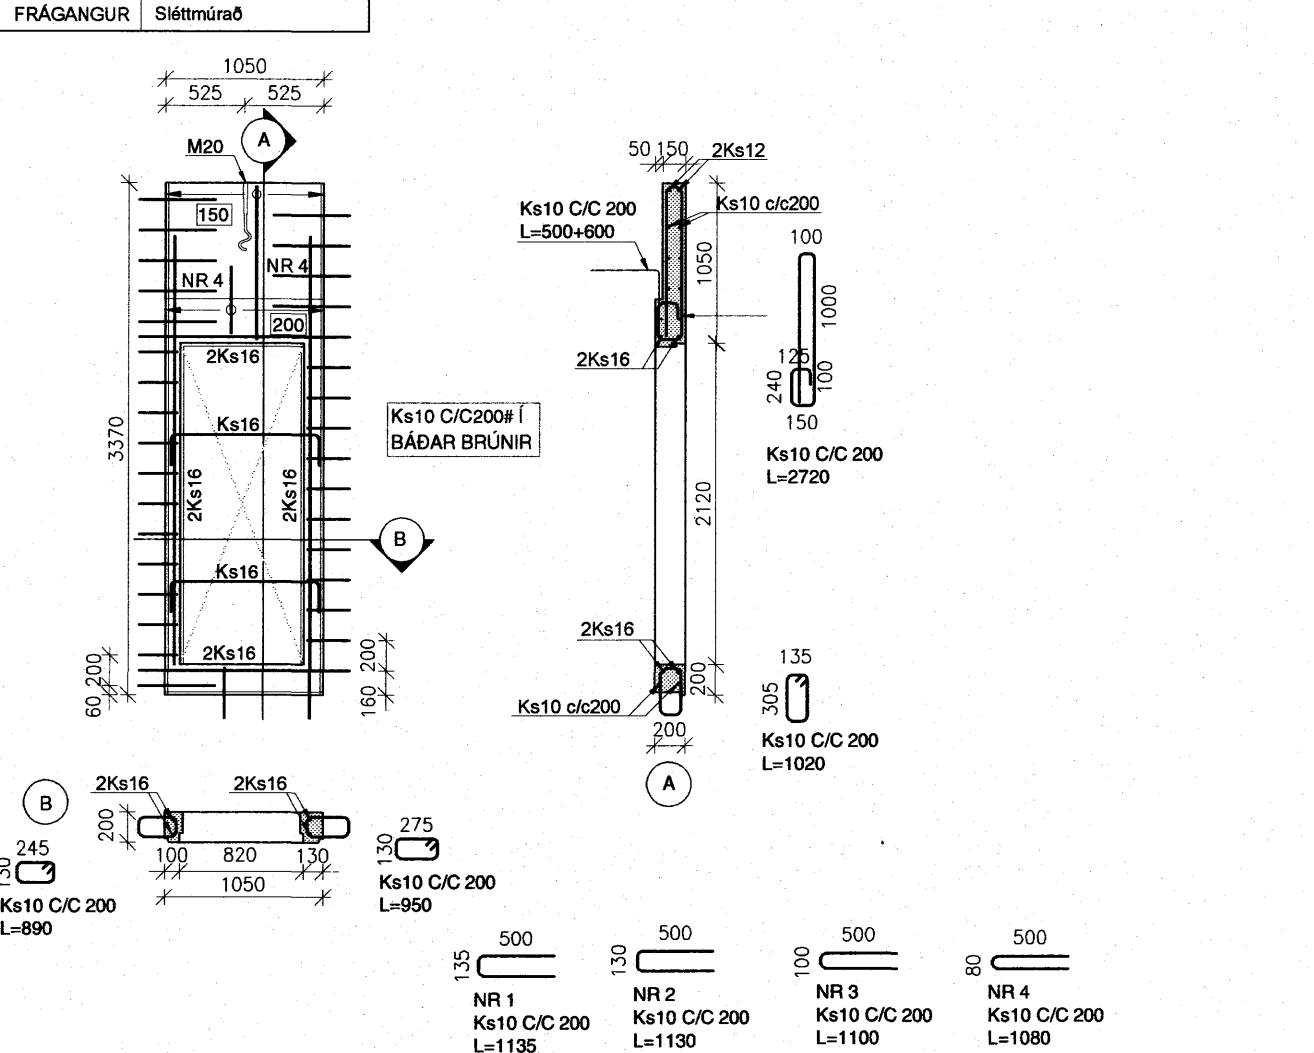 FRÁGANGUR Sléttmúrað
1050
525 525
A
M20
150
NR 4
NR 4
200
2Ks16
Ks16
2Ks16
2Ks16
B
Ks16
2Ks16
3370
200
60
200
160
Ks10 C/C200# Í
BÁÐAR BRÚNIR
50 150
2Ks12
Ks10 C/C 200
L=500+600
Ks10 c/c200
1050
2Ks16
2120
2Ks16
200
Ks10 c/c200
200
A
100
1000
125
240
100
150
Ks10 C/C 200
L=2720
135
305
Ks10 C/C 200
L=1020
B
2Ks16
2Ks16
200
100 820 130
1050
245
130
Ks10 C/C 200
L=890
275
130
Ks10 C/C 200
L=950
500
135
NR 1
Ks10 C/C 200
L=1135
500
130
NR 2
Ks10 C/C 200
L=1130
500
100
NR 3
Ks10 C/C 200
L=1100
500
80
NR 4
Ks10 C/C 200
L=1080